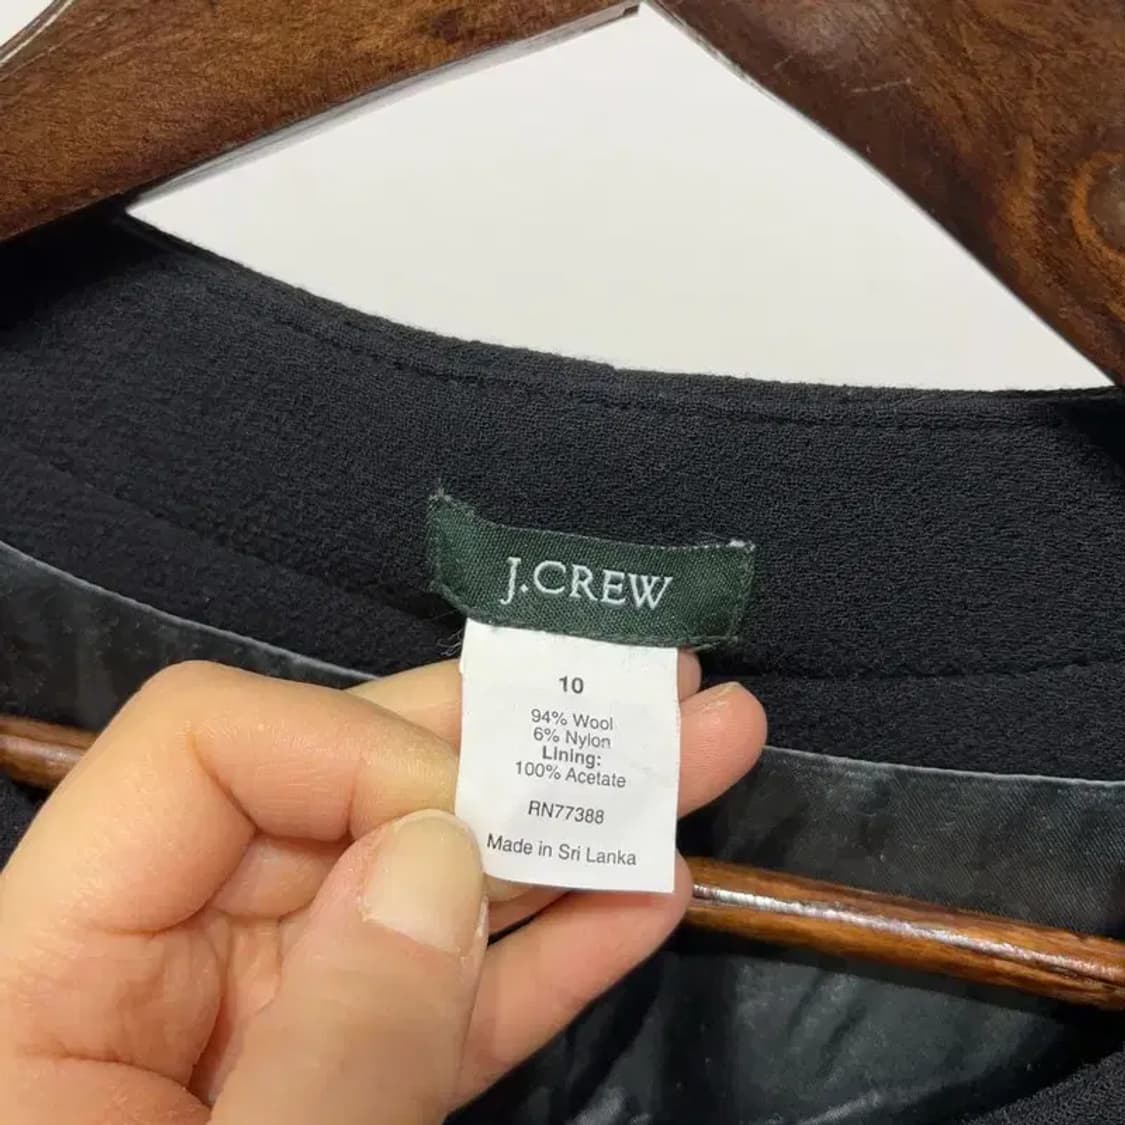 J.CREW
10
94% Wool
6% Nylon
Lining:
100% Acetate
RN77388
Made in Sri Lanka